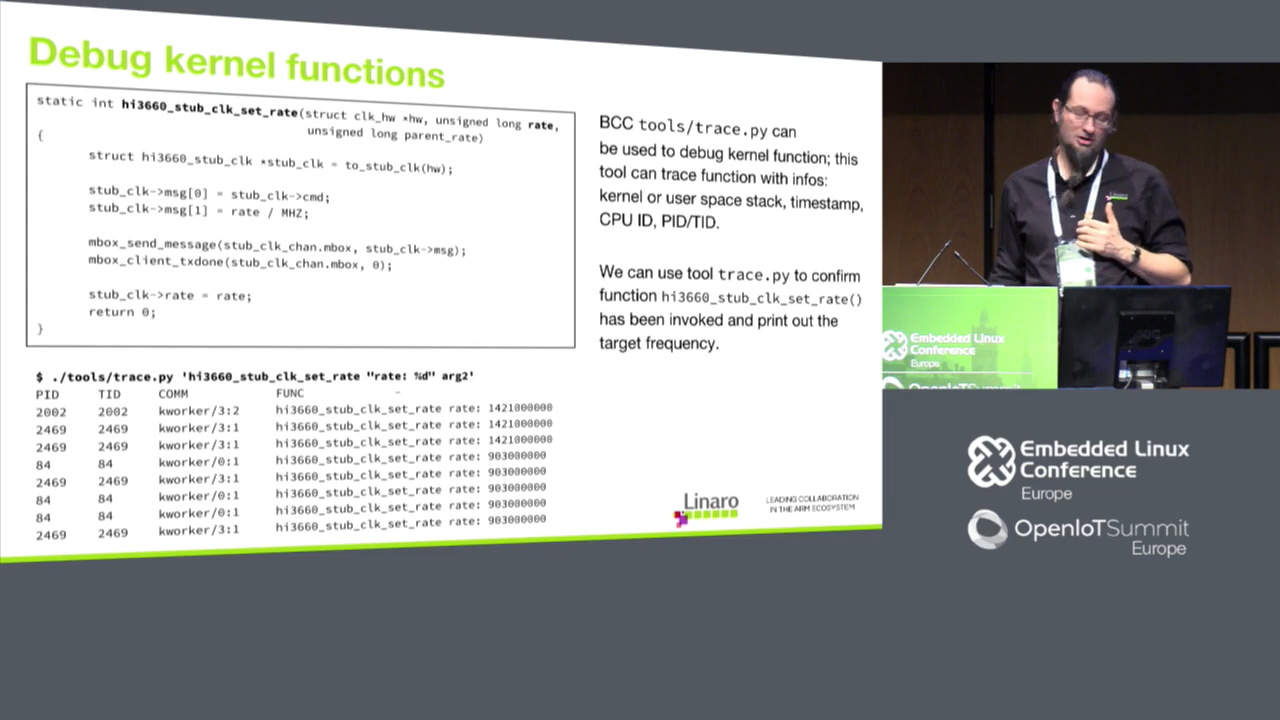 Debug kernel functions
static int hi3660_stub_clk_set_rate(struct clk_hw *hw, unsigned long rate,
unsigned long parent_rate)
{
struct hi3660_stub_clk *stub_clk = to_stub_clk(hw);
stub_clk->msg[0] = stub_clk->cmd;
stub_clk->msg[1] = rate / MHZ;
mbox_send_message(stub_clk_chan.mbox, stub_clk->msg);
mbox_client_txdone(stub_clk_chan.mbox, 0);
stub_clk->rate = rate;
return 0;
}
BCC tools/trace.py can
be used to debug kernel function; this
tool can trace function with infos:
kernel or user space stack, timestamp,
CPU ID, PID/TID.
We can use tool trace.py to confirm
function hi3660_stub_clk_set_rate()
has been invoked and print out the
target frequency.
$ ./tools/trace.py 'hi3660_stub_clk_set_rate "rate: %d" arg2'
PID TID COMM FUNC -
2002 2002 kworker/3:2 hi3660_stub_clk_set_rate rate: 1421000000
2469 2469 kworker/3:1 hi3660_stub_clk_set_rate rate: 1421000000
2469 2469 kworker/3:1 hi3660_stub_clk_set_rate rate: 1421000000
84 84 kworker/0:1 hi3660_stub_clk_set_rate rate: 903000000
2469 2469 kworker/3:1 hi3660_stub_clk_set_rate rate: 903000000
84 84 kworker/0:1 hi3660_stub_clk_set_rate rate: 903000000
84 84 kworker/0:1 hi3660_stub_clk_set_rate rate: 903000000
2469 2469 kworker/3:1 hi3660_stub_clk_set_rate rate: 903000000
Linaro
LEADING COLLABORATION
IN THE ARM ECOSYSTEM
Linaro
Embedded Linux
Conference
Europe
OpenIoTSummit
Embedded Linux
Conference
Europe
OpenIoTSummit
Europe